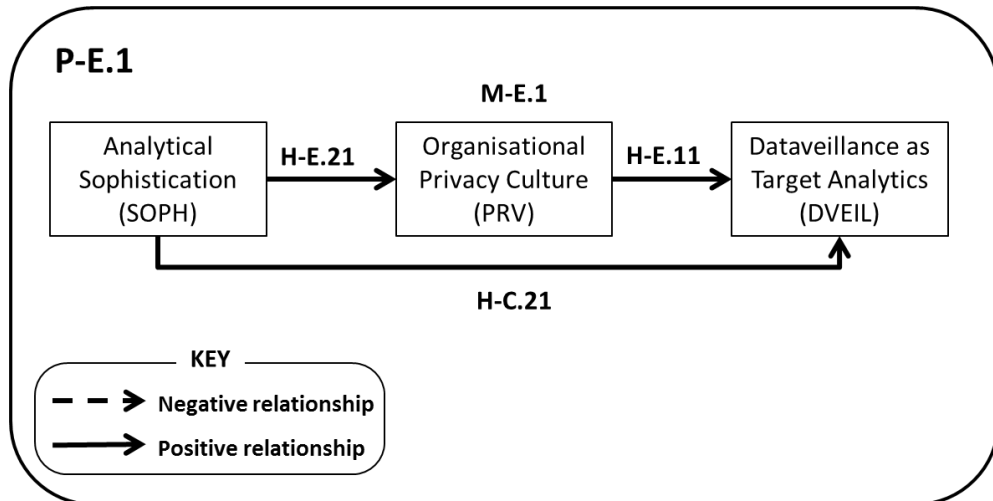 P-E.1
M-E.1
Analytical
Sophistication
(SOPH)
H-E.21
Organisational
Privacy Culture
(PRV)
H-E.11
Dataveillance as
Target Analytics
(DVEIL)
H-C.21
KEY
Negative relationship
Positive relationship